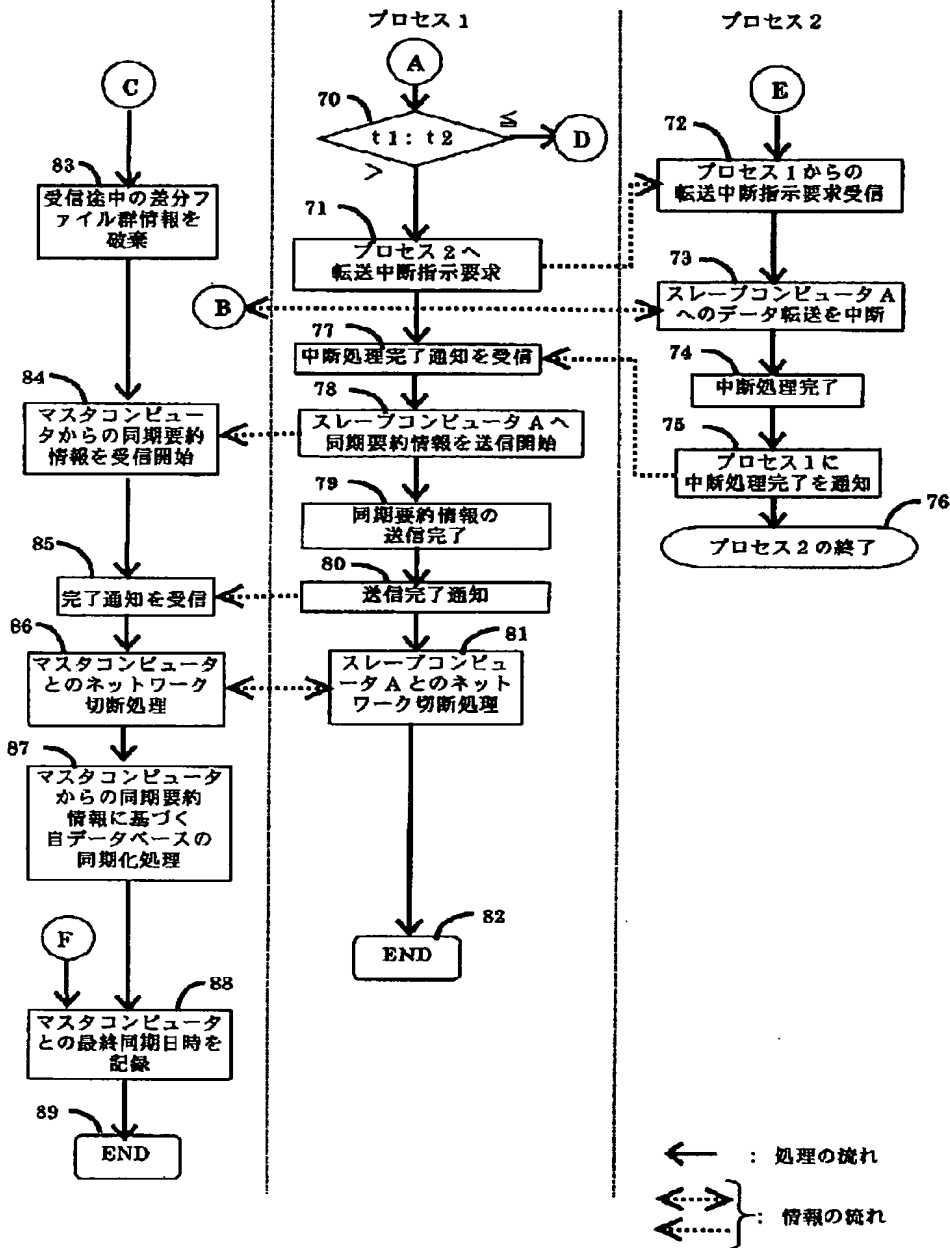 プロセス1
プロセス2
C
83
受信途中の差分フ
ァイル群情報を
破棄
84
マスタコンピュー
タからの同期要約
情報を受信開始
85
完了通知を受信
86
マスタコンピュータ
とのネットワーク
切断処理
87
マスタコンピュータ
からの同期要約
情報に基づく
自データベースの
同期化処理
F
88
マスタコンピュータ
との最終同期日時を
記録
89
END
A
70
t1: t2
≧
D
<
71
プロセス2へ
転送中断指示要求
B
77
中断処理完了通知を受信
78
スレーブコンピュータAへ
同期要約情報を送信開始
79
同期要約情報の
送信完了
80
送信完了通知
81
スレーブコンピュ
ータAとのネット
ワーク切断処理
82
END
E
72
プロセス1からの
転送中断指示要求受信
73
スレーブコンピュータA
へのデータ転送を中断
74
中断処理完了
75
プロセス1に
中断処理完了を通知
76
プロセス2の終了
: 処理の流れ
: 情報の流れ